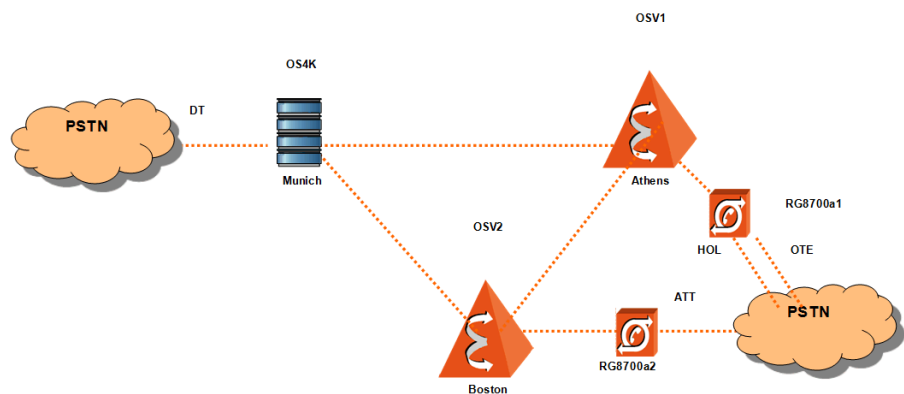 OSV1
OS4K
DT
PSTN
Munich
Athens
RG8700a1
OSV2
HOL
OTE
ATT
PSTN
RG8700a2
Boston